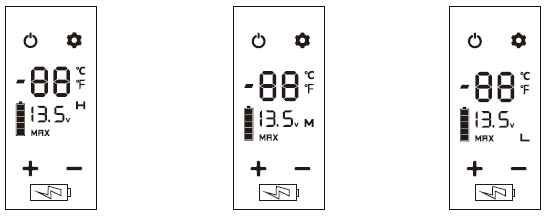 -88 °C
°F
H
13.5v
MAX
+ -
-88 °C
°F
13.5v M
MAX
+ -
-88 °C
°F
13.5v
MAX L
+ -